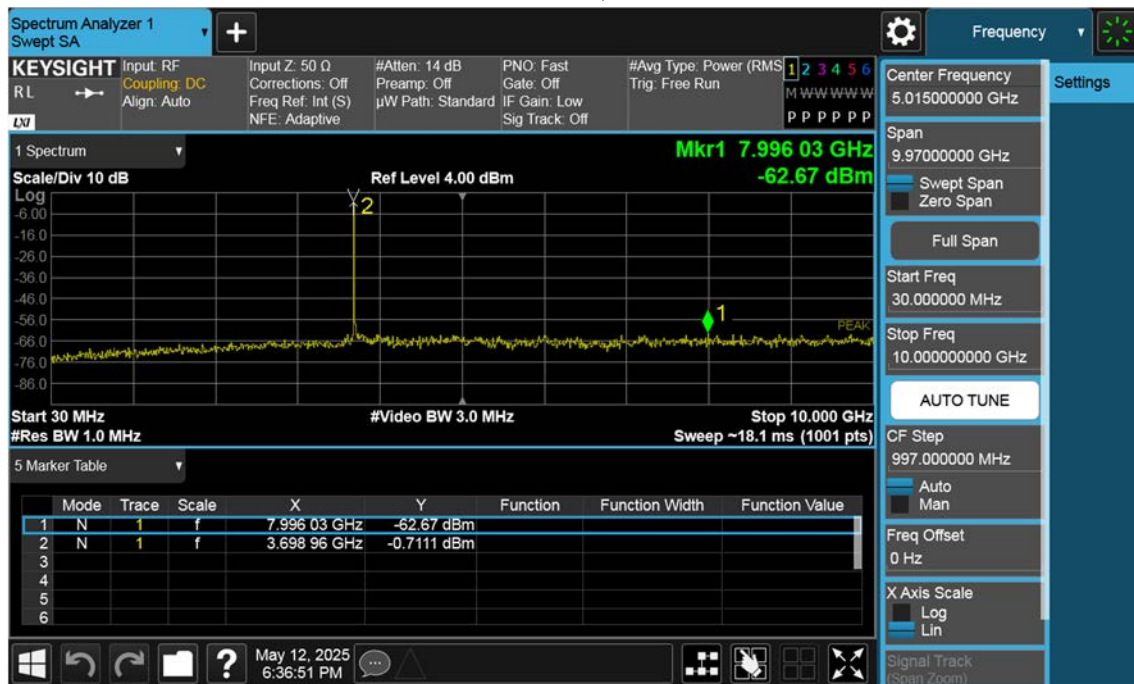 Spectrum Analyzer 1
Swept SA
Frequency
KEYSIGHT
RL
LXI
Input: RF
Coupling: DC
Align: Auto
Input Z: 50 Ω
Corrections: Off
Freq Ref: Int (S)
NFE: Adaptive
#Atten: 14 dB
Preamp: Off
µW Path: Standard
PNO: Fast
Gate: Off
IF Gain: Low
Sig Track: Off
#Avg Type: Power (RMS
Trig: Free Run
1 2 3 4 5 6
M W W W W W
P P P P P P
1 Spectrum
Mkr1 7.996 03 GHz
Scale/Div 10 dB
Ref Level 4.00 dBm
-62.67 dBm
Log
-6.00
-16.0
-26.0
-36.0
-46.0
-56.0
-66.0
-76.0
-86.0
2
1
PEAK
Start 30 MHz
#Video BW 3.0 MHz
Stop 10.000 GHz
#Res BW 1.0 MHz
Sweep ~18.1 ms (1001 pts)
5 Marker Table
Mode Trace Scale X Y Function Function Width Function Value
1 N 1 f 7.996 03 GHz -62.67 dBm
2 N 1 f 3.698 96 GHz -0.7111 dBm
3
4
5
6
May 12, 2025
6:36:51 PM
Center Frequency
5.015000000 GHz
Span
9.97000000 GHz
Swept Span
Zero Span
Full Span
Start Freq
30.000000 MHz
Stop Freq
10.000000000 GHz
AUTO TUNE
CF Step
997.000000 MHz
Auto
Man
Freq Offset
0 Hz
X Axis Scale
Log
Lin
Signal Track
(Span Zoom)
Settings